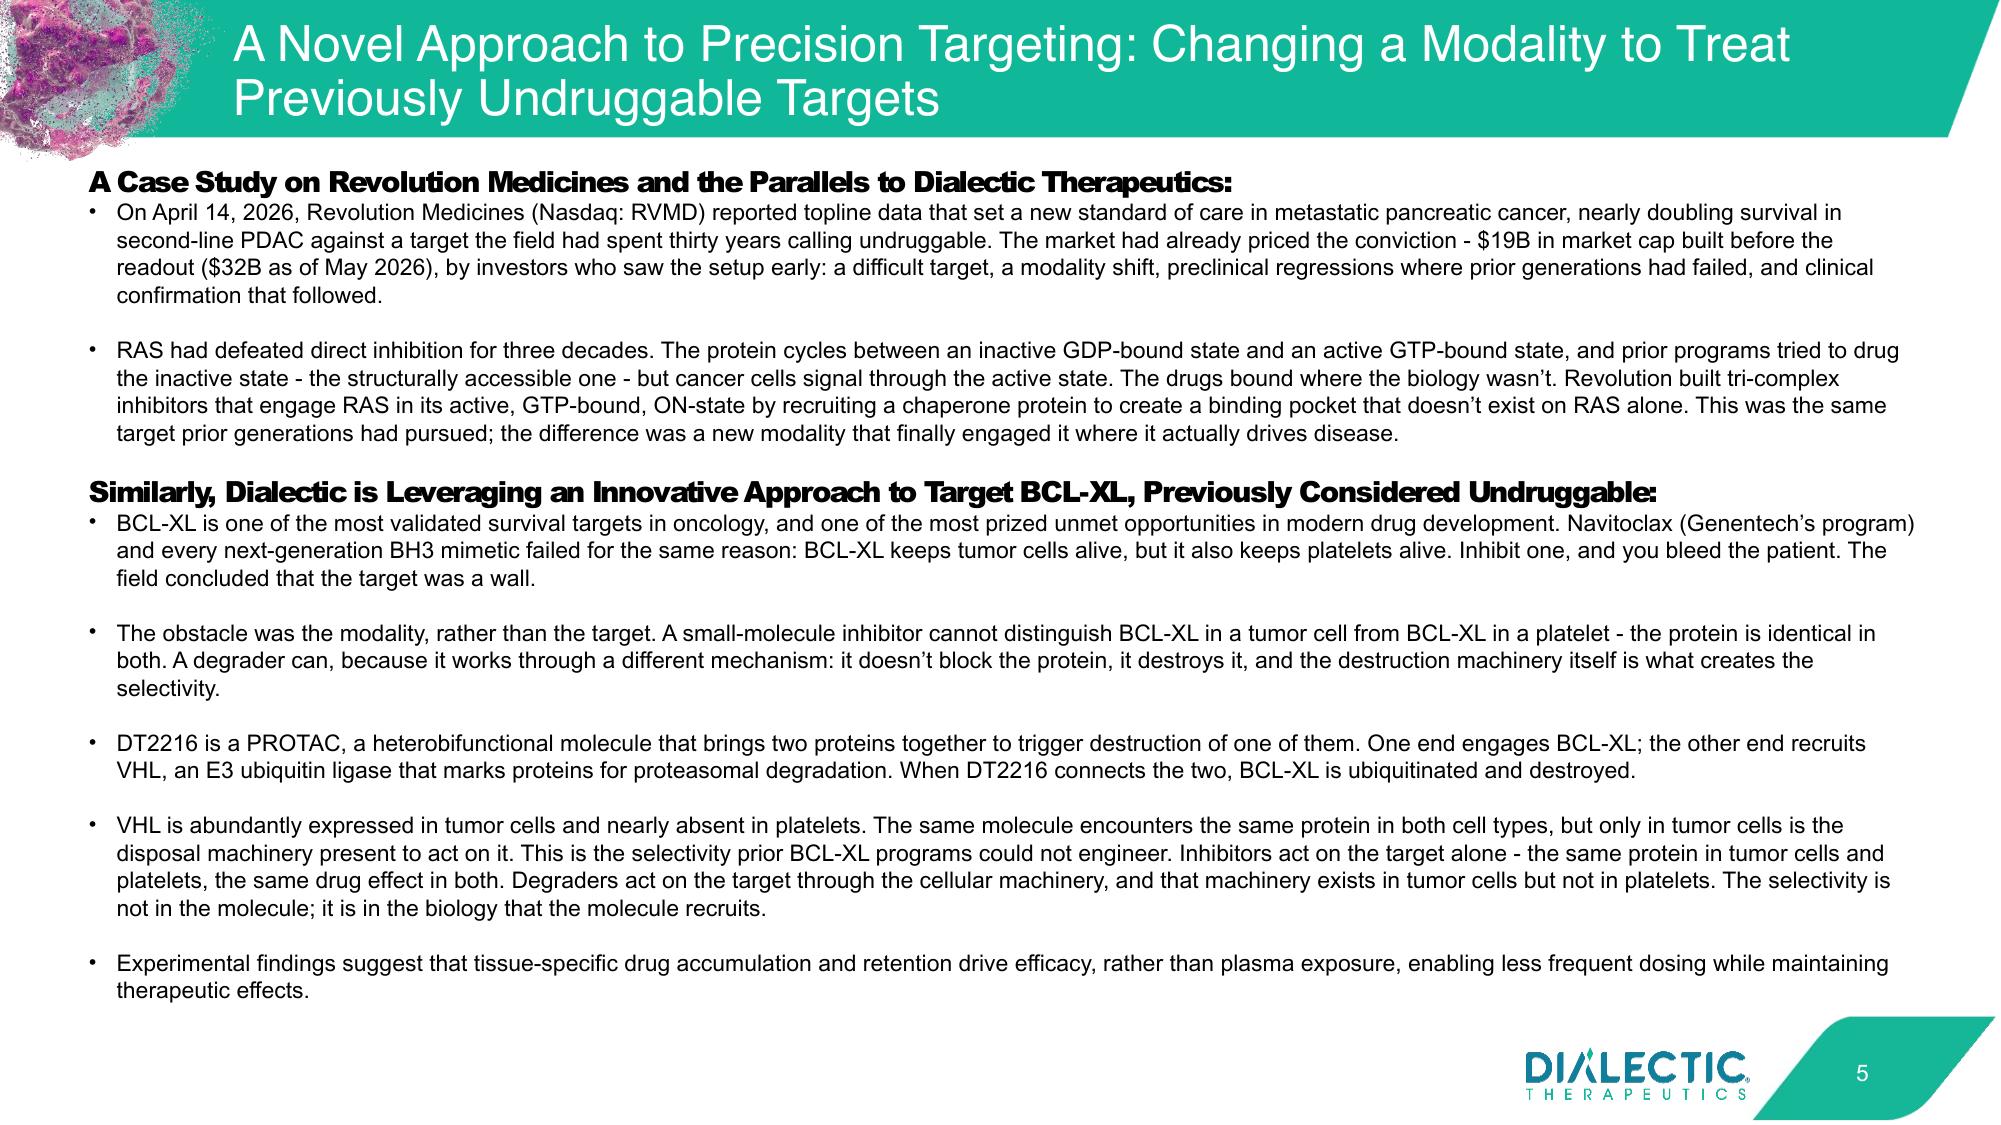 A Novel Approach to Precision Targeting: Changing a Modality to Treat
Previously Undruggable Targets
A Case Study on Revolution Medicines and the Parallels to Dialectic Therapeutics:
• On April 14, 2026, Revolution Medicines (Nasdaq: RVMD) reported topline data that set a new standard of care in metastatic pancreatic cancer, nearly doubling survival in
second-line PDAC against a target the field had spent thirty years calling undruggable. The market had already priced the conviction - $19B in market cap built before the
readout ($32B as of May 2026), by investors who saw the setup early: a difficult target, a modality shift, preclinical regressions where prior generations had failed, and clinical
confirmation that followed.
• RAS had defeated direct inhibition for three decades. The protein cycles between an inactive GDP-bound state and an active GTP-bound state, and prior programs tried to drug
the inactive state - the structurally accessible one - but cancer cells signal through the active state. The drugs bound where the biology wasn’t. Revolution built tri-complex
inhibitors that engage RAS in its active, GTP-bound, ON-state by recruiting a chaperone protein to create a binding pocket that doesn’t exist on RAS alone. This was the same
target prior generations had pursued; the difference was a new modality that finally engaged it where it actually drives disease.
Similarly, Dialectic is Leveraging an Innovative Approach to Target BCL-XL, Previously Considered Undruggable:
• BCL-XL is one of the most validated survival targets in oncology, and one of the most prized unmet opportunities in modern drug development. Navitoclax (Genentech’s program)
and every next-generation BH3 mimetic failed for the same reason: BCL-XL keeps tumor cells alive, but it also keeps platelets alive. Inhibit one, and you bleed the patient. The
field concluded that the target was a wall.
• The obstacle was the modality, rather than the target. A small-molecule inhibitor cannot distinguish BCL-XL in a tumor cell from BCL-XL in a platelet - the protein is identical in
both. A degrader can, because it works through a different mechanism: it doesn’t block the protein, it destroys it, and the destruction machinery itself is what creates the
selectivity.
• DT2216 is a PROTAC, a heterobifunctional molecule that brings two proteins together to trigger destruction of one of them. One end engages BCL-XL; the other end recruits
VHL, an E3 ubiquitin ligase that marks proteins for proteasomal degradation. When DT2216 connects the two, BCL-XL is ubiquitinated and destroyed.
• VHL is abundantly expressed in tumor cells and nearly absent in platelets. The same molecule encounters the same protein in both cell types, but only in tumor cells is the
disposal machinery present to act on it. This is the selectivity prior BCL-XL programs could not engineer. Inhibitors act on the target alone - the same protein in tumor cells and
platelets, the same drug effect in both. Degraders act on the target through the cellular machinery, and that machinery exists in tumor cells but not in platelets. The selectivity is
not in the molecule; it is in the biology that the molecule recruits.
• Experimental findings suggest that tissue-specific drug accumulation and retention drive efficacy, rather than plasma exposure, enabling less frequent dosing while maintaining
therapeutic effects.
DIALECTIC®
THERAPEUTICS
5